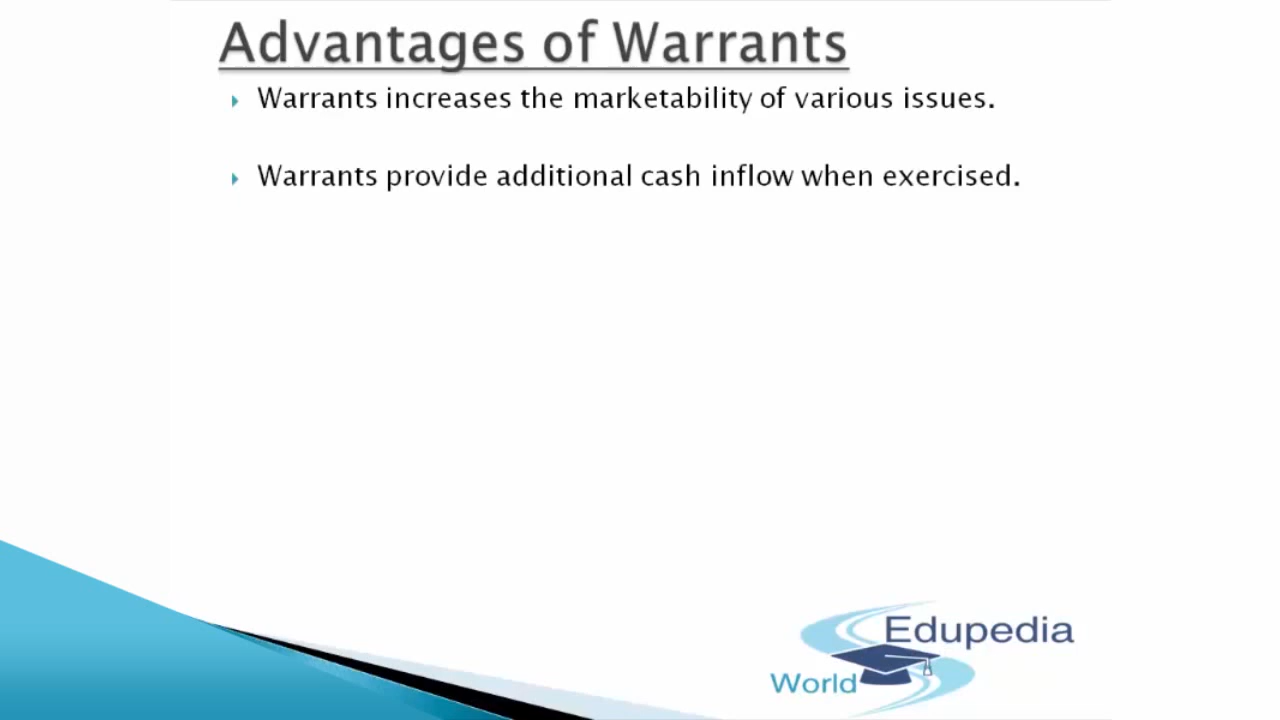 Advantages of Warrants
Warrants increases the marketability of various issues.
Warrants provide additional cash inflow when exercised.
Edupedia
World